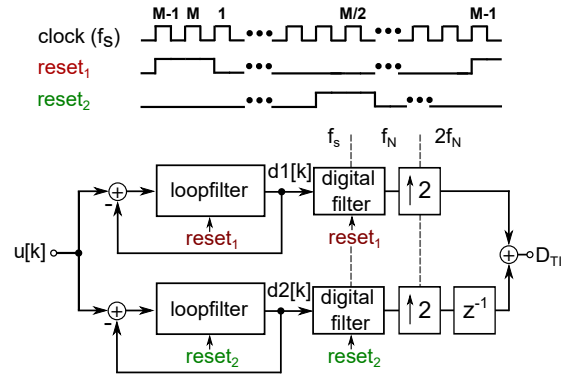 M-1 M 1 M/2 M-1
clock (fs)
reset1
reset2
fs fN 2fN
d1[k]
loopfilter
digital
filter
↑2
+
-
reset1
reset1
u[k]
+
DTI
d2[k]
loopfilter
digital
filter
↑2
z-1
+
-
reset2
reset2